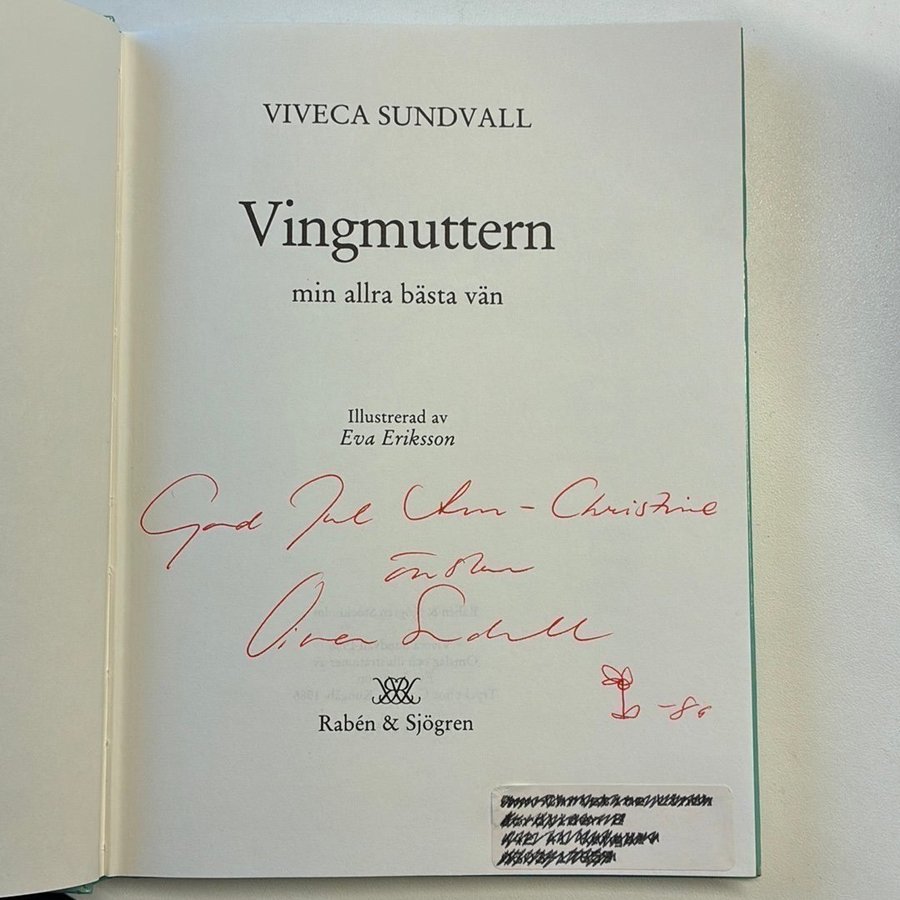 VIVECA SUNDVALL
Vingmuttern
min allra bästa vän
Illustrerad av
Eva Eriksson
God Jul Ann-Christine
önskar
Viveca Sundvall
-86
Rabén & Sjögren